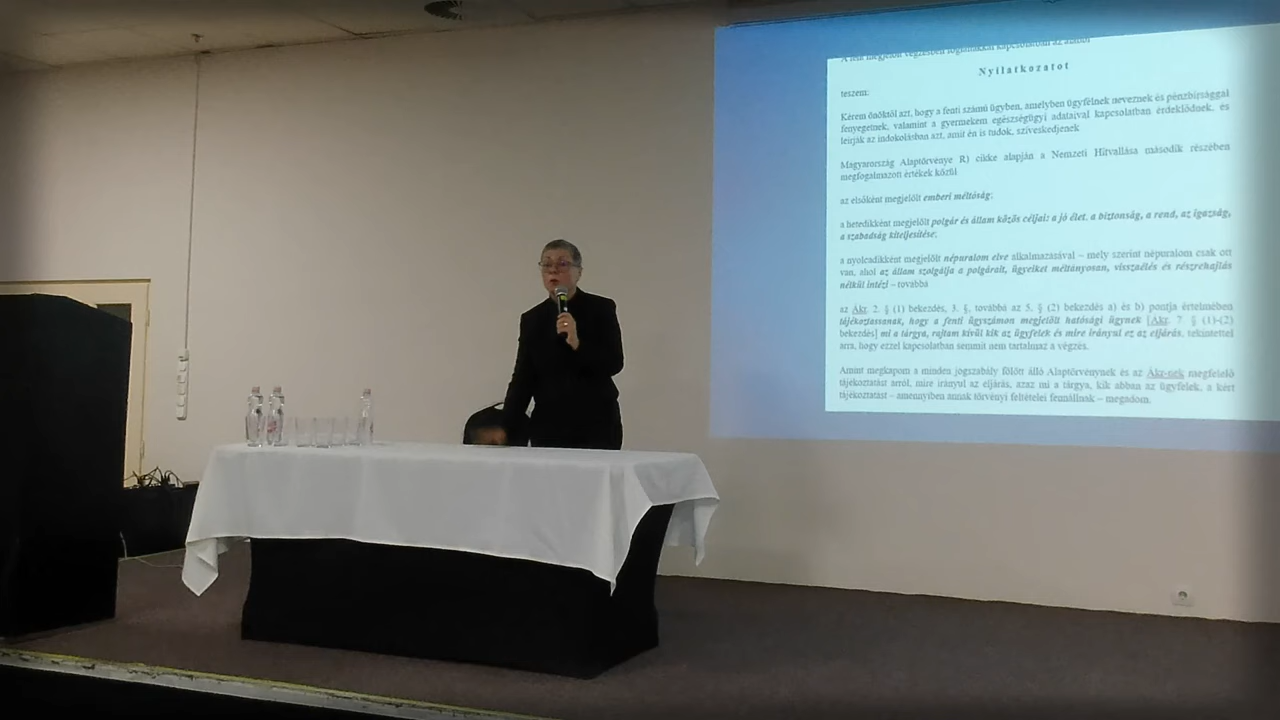 A fent megjelölt végzésben foglaltakkal kapcsolatban az alábbi
Nyilatkozatot
teszem:
Kérem önöktől azt, hogy a fenti számú ügyben, amelyben ügyfélnek neveznek és pénzbírsággal
fenyegetnek, valamint a gyermekem egészségügyi adataival kapcsolatban érdeklődnek, és
leírják az indokolásban azt, amit én is tudok, szíveskedjenek
Magyarország Alaptörvénye R) cikke alapján a Nemzeti Hitvallása második részében
megfogalmazott értékek közül
az elsőként megjelölt emberi méltóság;
a hetedikként megjelölt polgár és állam közös céljai: a jó élet, a biztonság, a rend, az igazság,
a szabadság kiteljesítése;
a nyolcadikként megjelölt népuralom elve alkalmazásával – mely szerint népuralom csak ott
van, ahol az állam szolgálja a polgárait, ügyeiket méltányosan, visszaélés és részrehajlás
nélkül intézi – továbbá
az Ákr. 2. § (1) bekezdés, 3. §, továbbá az 5. § (2) bekezdés a) és b) pontja értelmében
tájékoztassanak, hogy a fenti ügyszámon megjelölt hatósági ügynek [Ákr. 7. § (1)-(2)
bekezdés] mi a tárgya, rajtam kívül kik az ügyfelek és mire irányul ez az eljárás, tekintettel
arra, hogy ezzel kapcsolatban semmit nem tartalmaz a végzés.
Amint megkapom a minden jogszabály fölött álló Alaptörvénynek és az Ákr-nek megfelelő
tájékoztatást arról, mire irányul az eljárás, azaz mi a tárgya, kik abban az ügyfelek, a kért
tájékoztatást – amennyiben annak törvényi feltételei fennállnak – megadom.